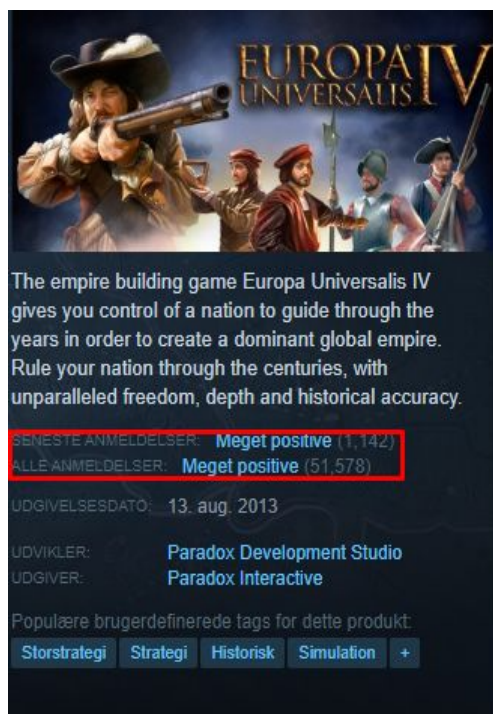 EUROPA
UNIVERSALIS IV
The empire building game Europa Universalis IV
gives you control of a nation to guide through the
years in order to create a dominant global empire.
Rule your nation through the centuries, with
unparalleled freedom, depth and historical accuracy.
SENESTE ANMELDELSER: Meget positive (1,142)
ALLE ANMELDELSER: Meget positive (51,578)
UDGIVELSESDATO: 13. aug. 2013
UDVIKLER: Paradox Development Studio
UDGIVER: Paradox Interactive
Populære brugerdefinerede tags for dette produkt:
Storstrategi Strategi Historisk Simulation +